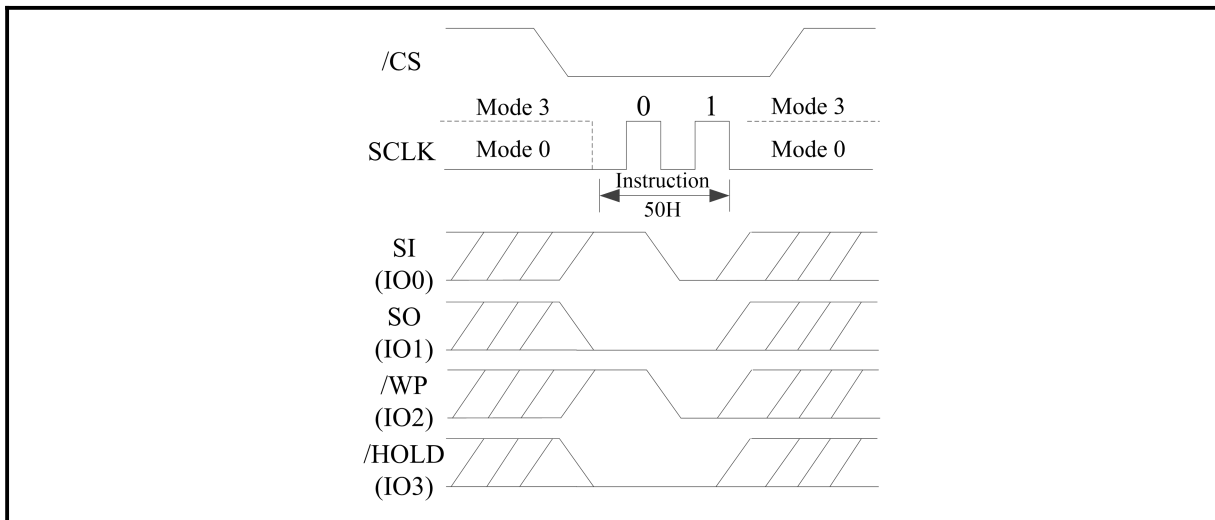 /CS
Mode 3 0 1 Mode 3
SCLK Mode 0 Mode 0
Instruction
50H
SI
(IO0)
SO
(IO1)
/WP
(IO2)
/HOLD
(IO3)